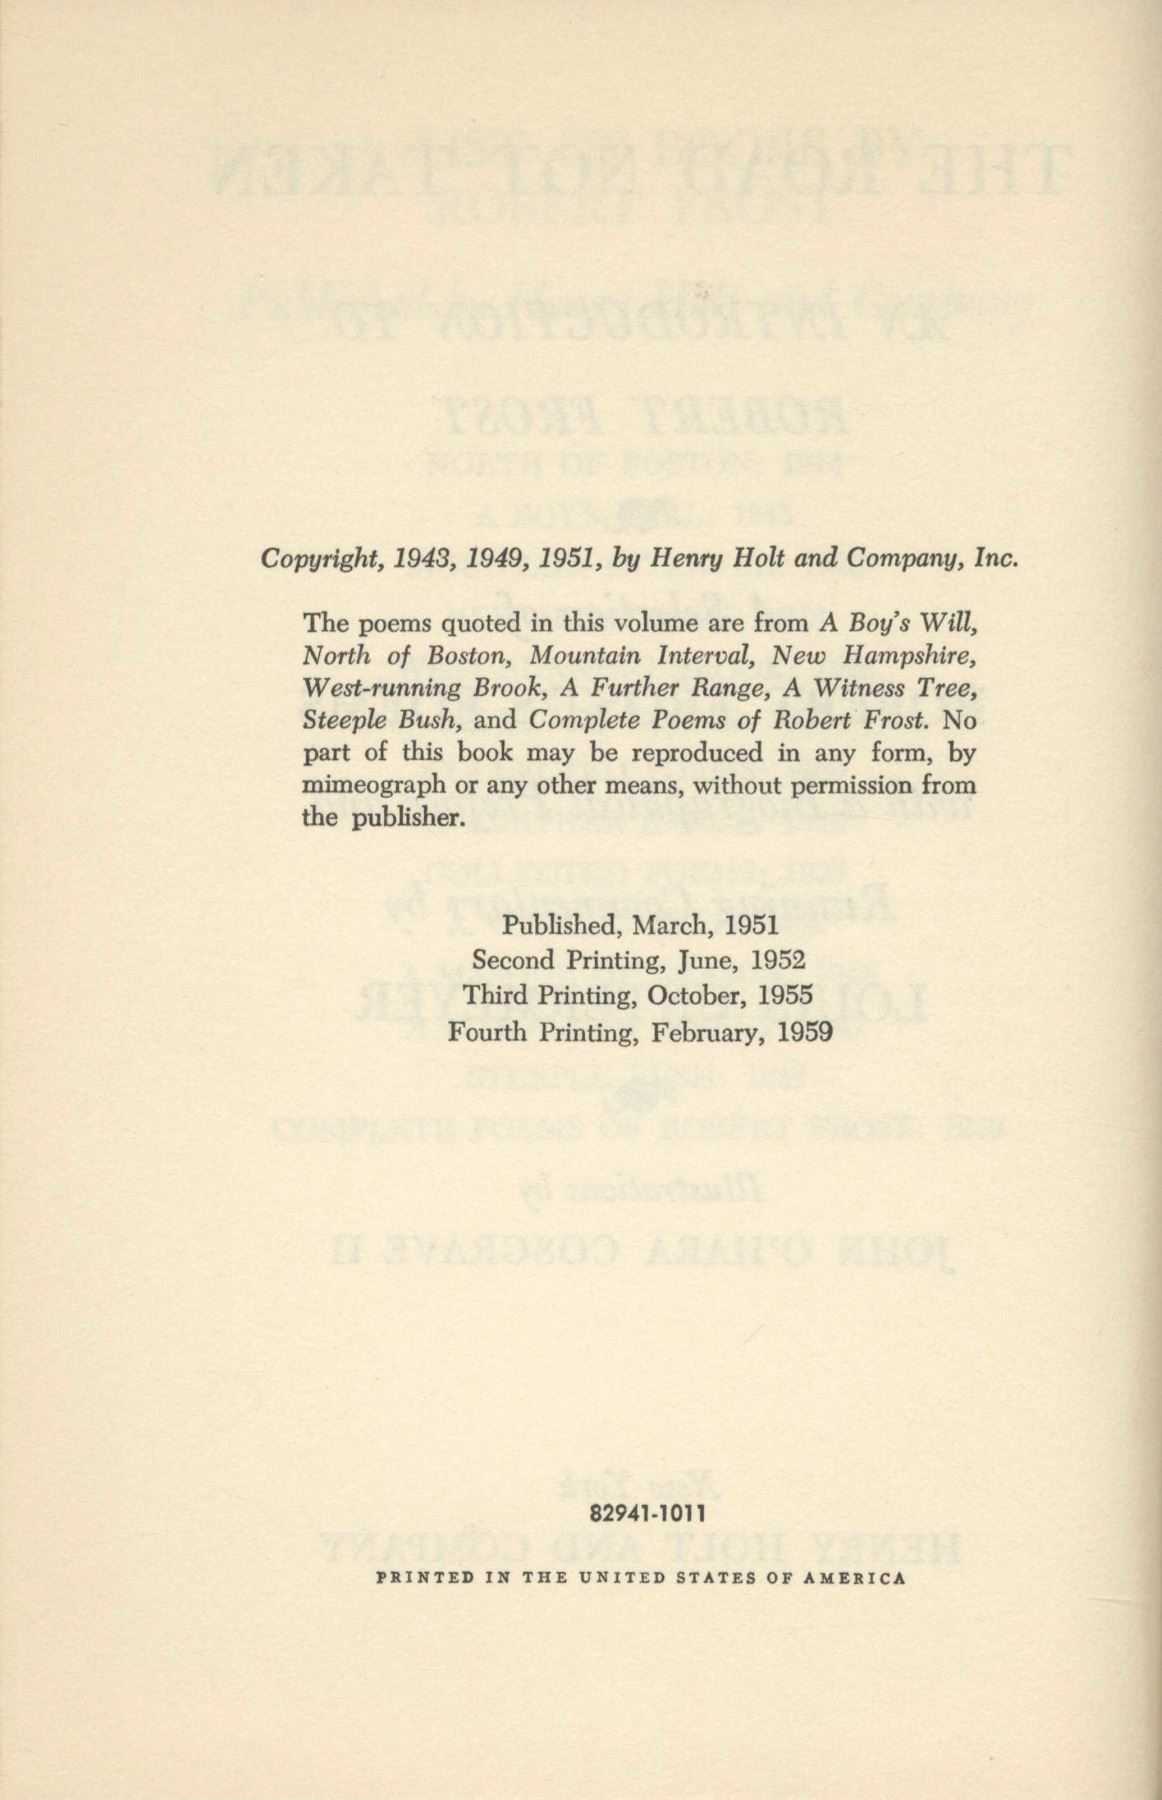 Copyright, 1943, 1949, 1951, by Henry Holt and Company, Inc.
The poems quoted in this volume are from A Boy's Will,
North of Boston, Mountain Interval, New Hampshire,
West-running Brook, A Further Range, A Witness Tree,
Steeple Bush, and Complete Poems of Robert Frost. No
part of this book may be reproduced in any form, by
mimeograph or any other means, without permission from
the publisher.
Published, March, 1951
Second Printing, June, 1952
Third Printing, October, 1955
Fourth Printing, February, 1959
82941-1011
PRINTED IN THE UNITED STATES OF AMERICA